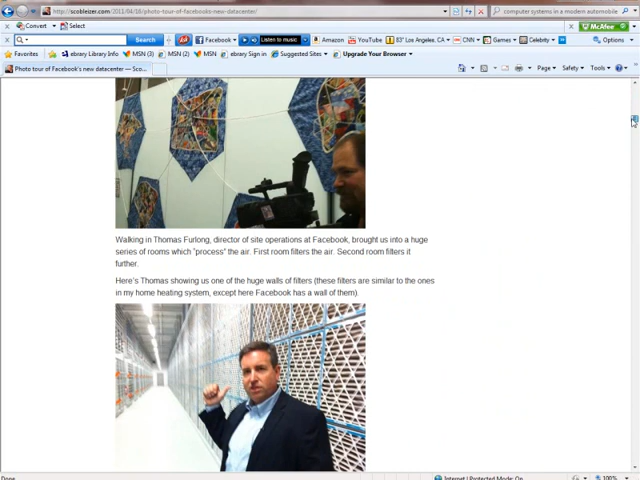 http://scobleizer.com/2011/04/16/photo-tour-of-facebooks-new-datacenter/
computer systems in a modern automobile
Convert Select
McAfee
Search Facebook Listen to music Amazon YouTube 83° Los Angeles, CA CNN Games Celebrity Options
Favorites ebrary Library Info MSN (3) MSN (2) MSN ebrary Sign in Suggested Sites Upgrade Your Browser
Photo tour of Facebook's new datacenter — Sco...
Page Safety Tools
Walking in Thomas Furlong, director of site operations at Facebook, brought us into a huge
series of rooms which "process" the air. First room filters the air. Second room filters it
further.
Here's Thomas showing us one of the huge walls of filters (these filters are similar to the ones
in my home heating system, except here Facebook has a wall of them).
Done
Internet | Protected Mode: On
100%